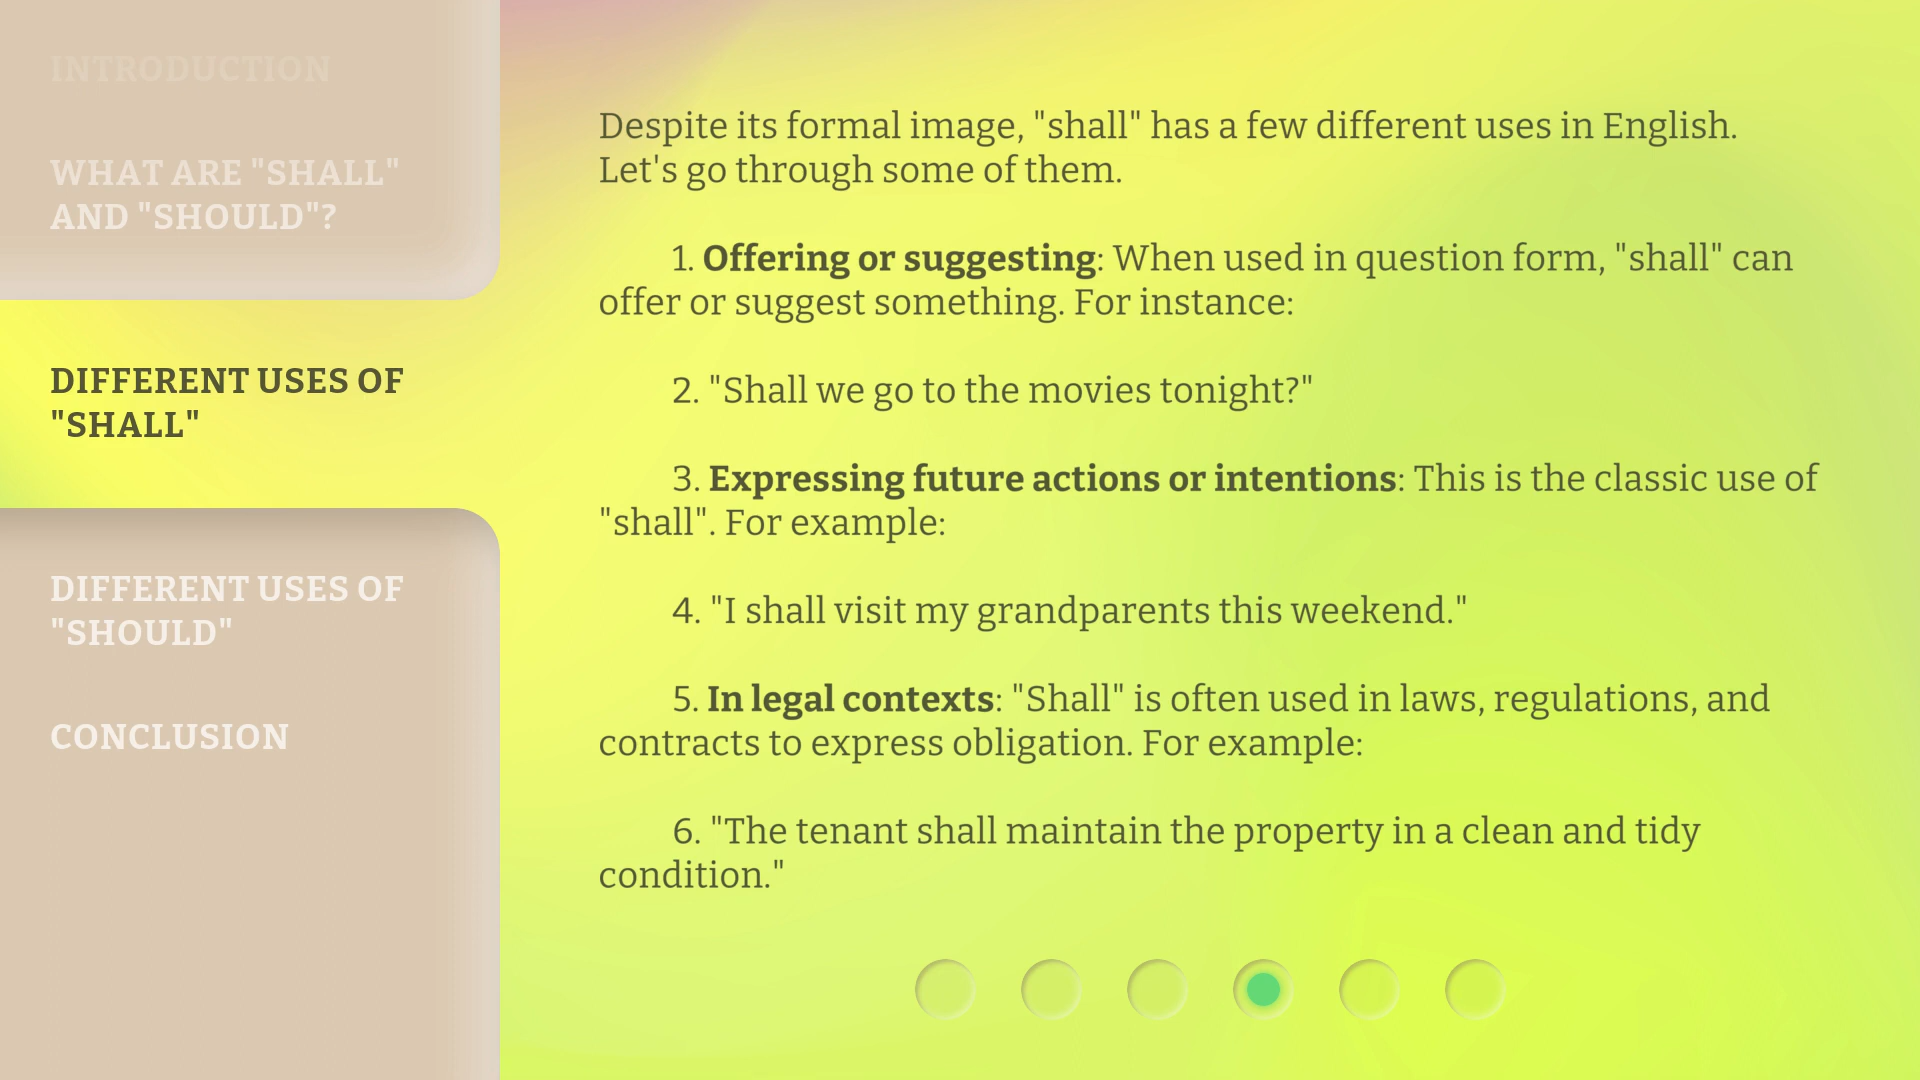 INTRODUCTION
WHAT ARE "SHALL"
AND "SHOULD"?
DIFFERENT USES OF
"SHALL"
DIFFERENT USES OF
"SHOULD"
CONCLUSION
Despite its formal image, "shall" has a few different uses in English.
Let's go through some of them.
1. Offering or suggesting: When used in question form, "shall" can
offer or suggest something. For instance:
2. "Shall we go to the movies tonight?"
3. Expressing future actions or intentions: This is the classic use of
"shall". For example:
4. "I shall visit my grandparents this weekend."
5. In legal contexts: "Shall" is often used in laws, regulations, and
contracts to express obligation. For example:
6. "The tenant shall maintain the property in a clean and tidy
condition."